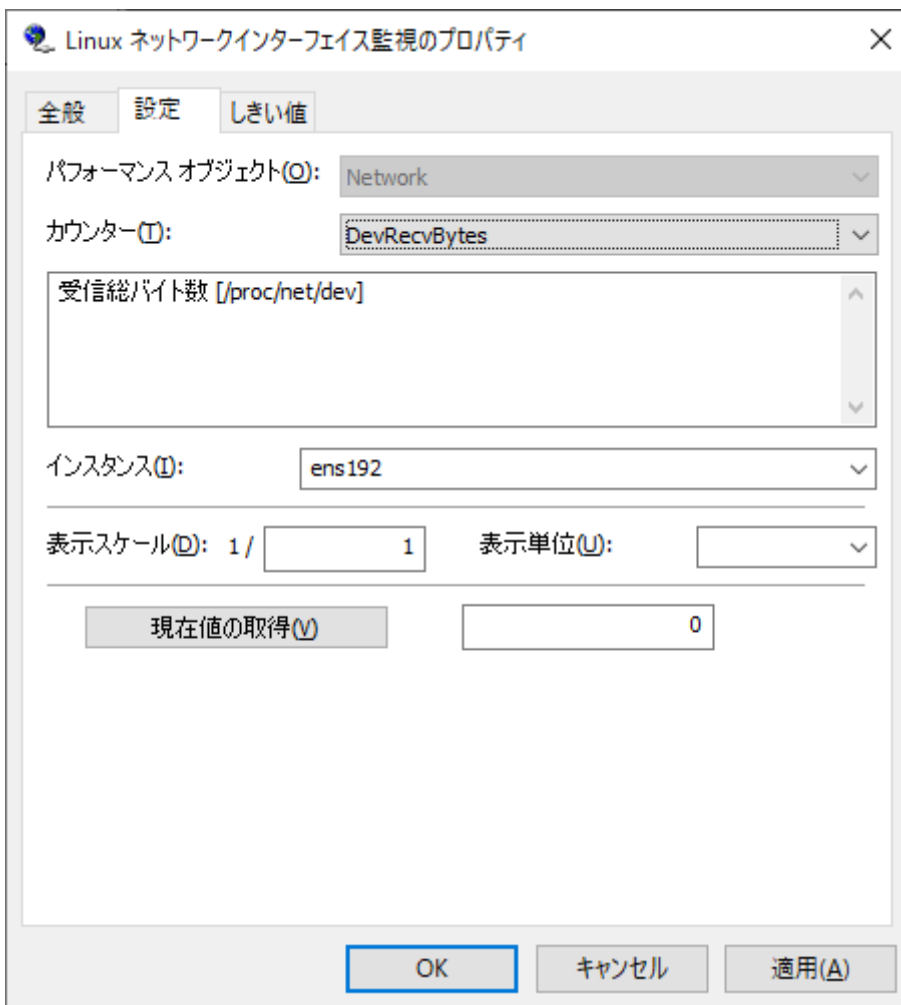 Linux ネットワークインターフェイス監視のプロパティ
全般 設定 しきい値
パフォーマンス オブジェクト(O): Network
カウンター(T): DevRecvBytes
受信総バイト数 [/proc/net/dev]
インスタンス(I): ens192
表示スケール(D): 1 / 1 表示単位(U):
現在値の取得(V) 0
OK キャンセル 適用(A)